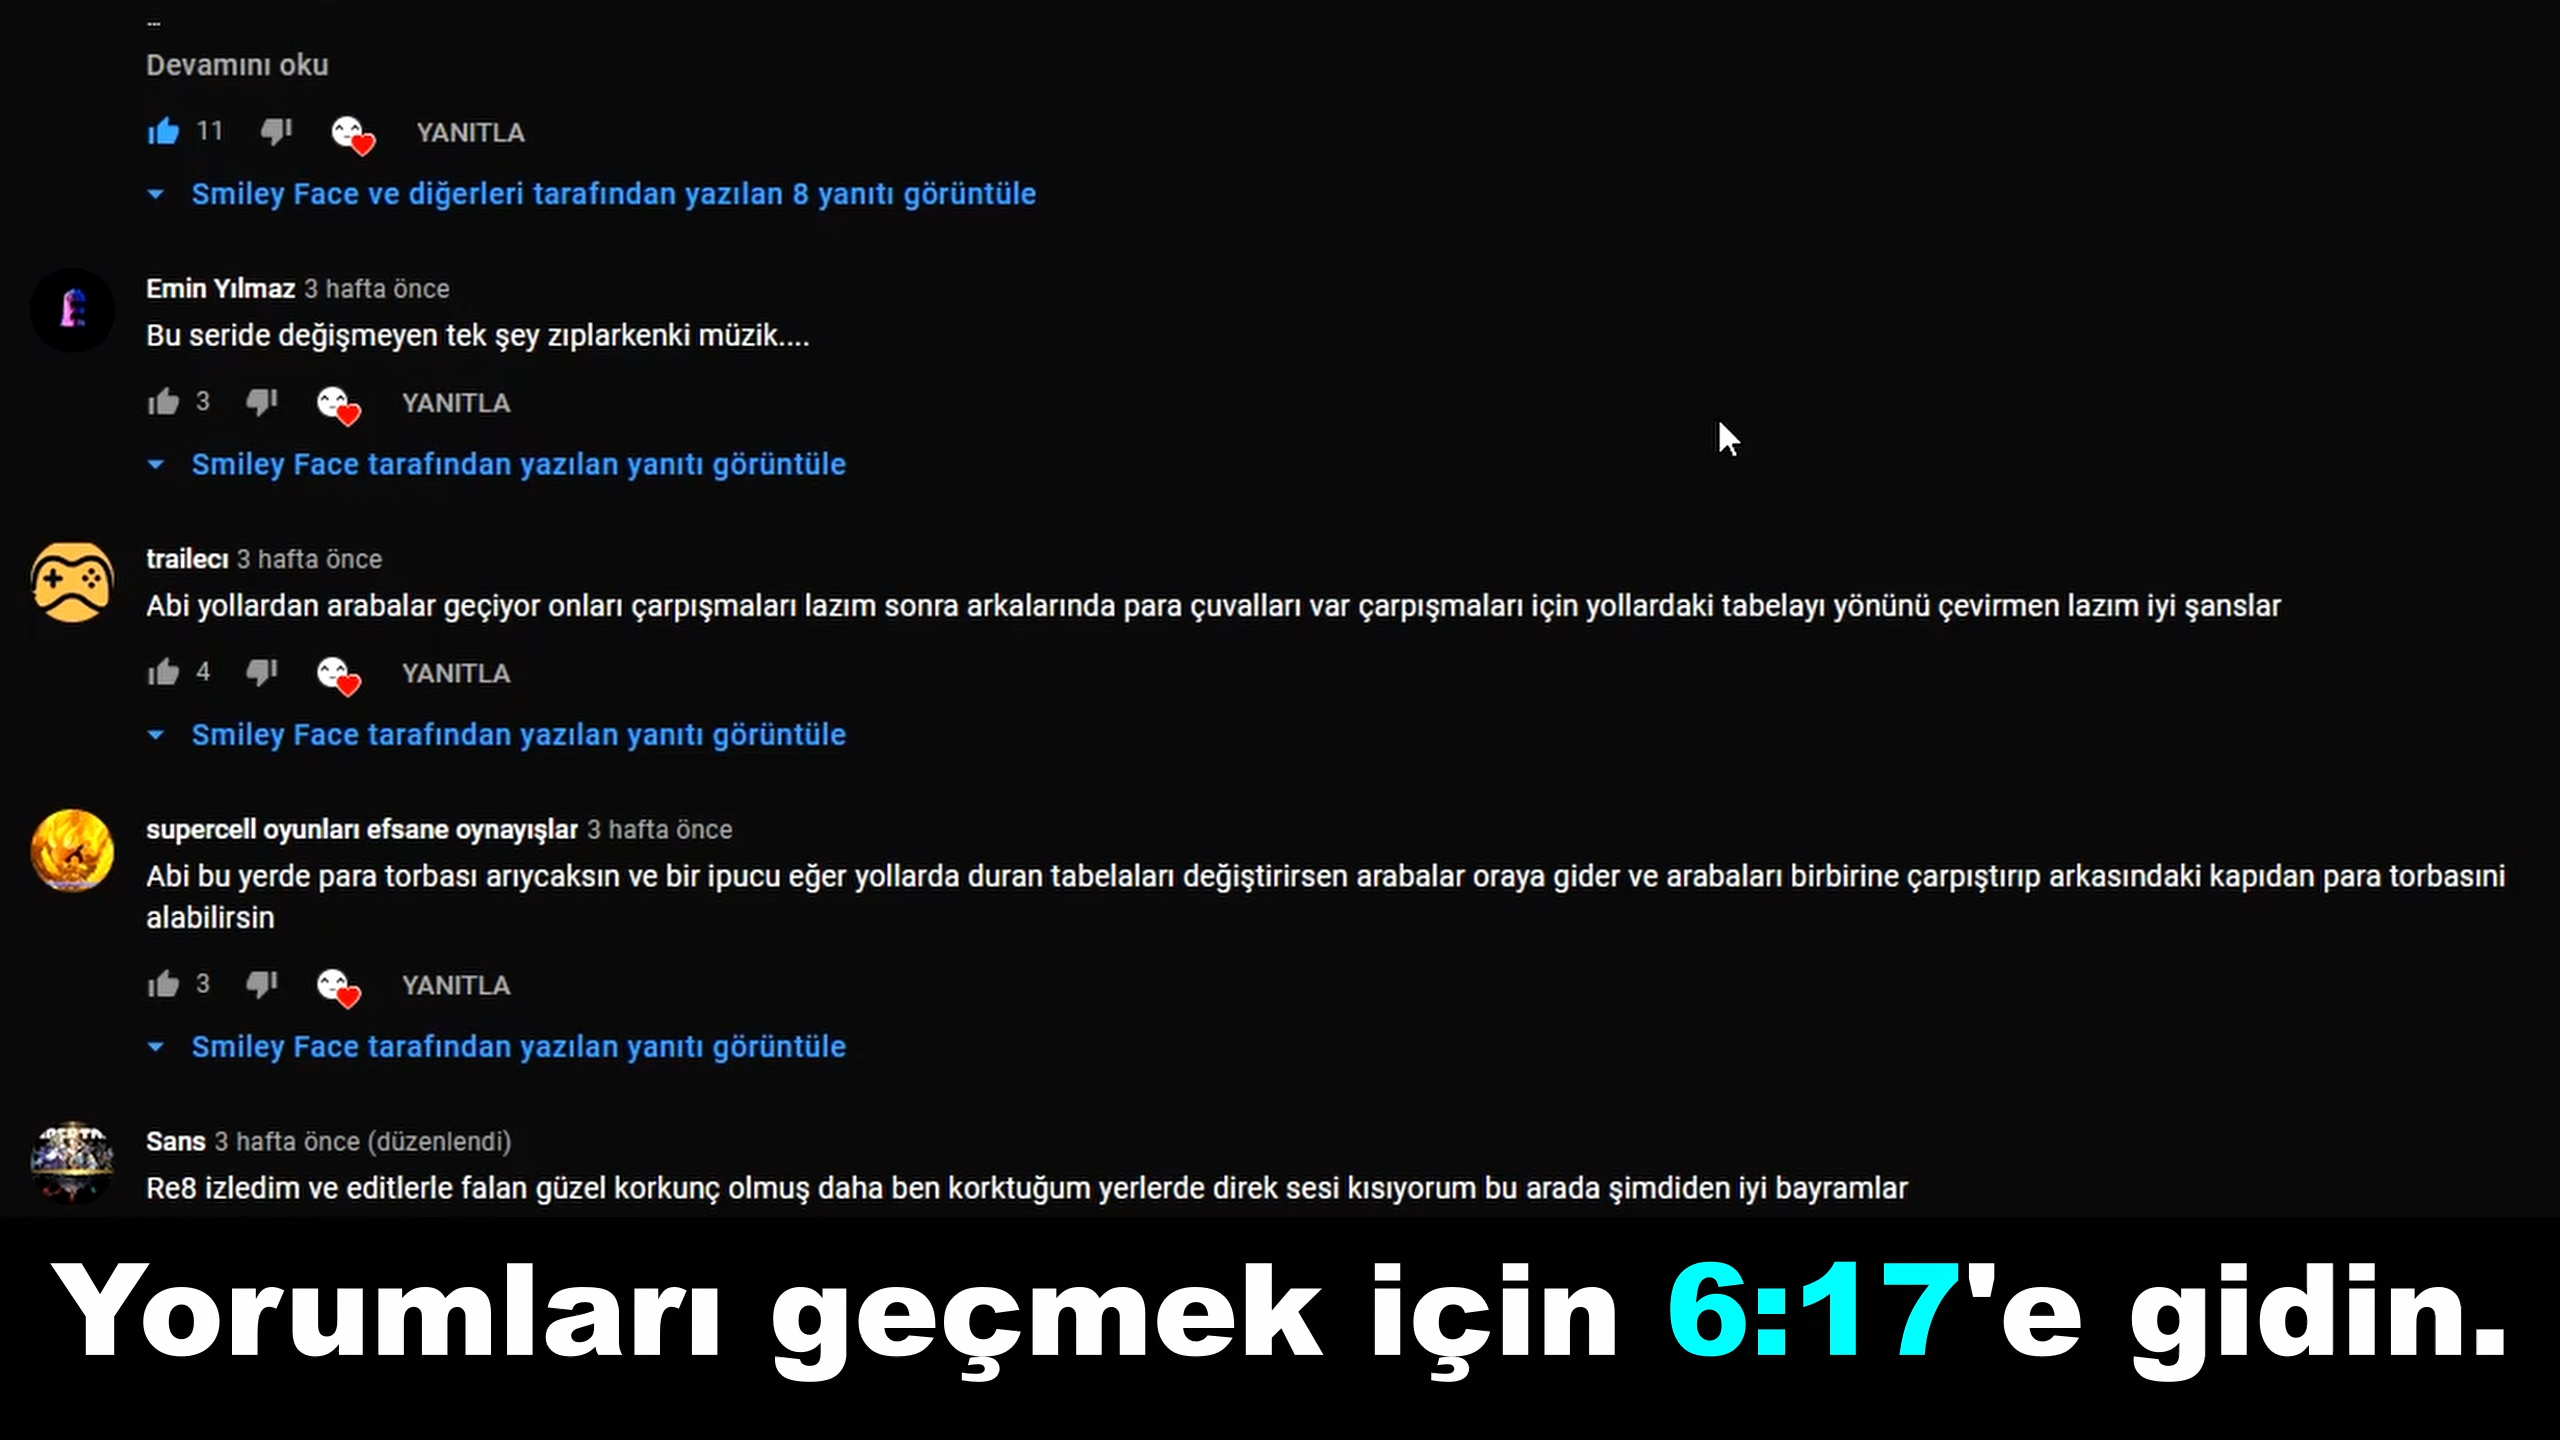 ...
Devamını oku
11 YANITLA
Smiley Face ve diğerleri tarafından yazılan 8 yanıtı görüntüle
Emin Yılmaz 3 hafta önce
Bu seride değişmeyen tek şey zıplarkenki müzik....
3 YANITLA
Smiley Face tarafından yazılan yanıtı görüntüle
trailecı 3 hafta önce
Abi yollardan arabalar geçiyor onları çarpışmaları lazım sonra arkalarında para çuvalları var çarpışmaları için yollardaki tabelayı yönünü çevirmen lazım iyi şanslar
4 YANITLA
Smiley Face tarafından yazılan yanıtı görüntüle
supercell oyunları efsane oynayışlar 3 hafta önce
Abi bu yerde para torbası arıycaksın ve bir ipucu eğer yollarda duran tabelaları değiştirirsen arabalar oraya gider ve arabaları birbirine çarpıştırıp arkasındaki kapıdan para torbasıni
alabilirsin
3 YANITLA
Smiley Face tarafından yazılan yanıtı görüntüle
Sans 3 hafta önce (düzenlendi)
Re8 izledim ve editlerle falan güzel korkunç olmuş daha ben korktuğum yerlerde direk sesi kısıyorum bu arada şimdiden iyi bayramlar
Yorumları geçmek için 6:17'e gidin.